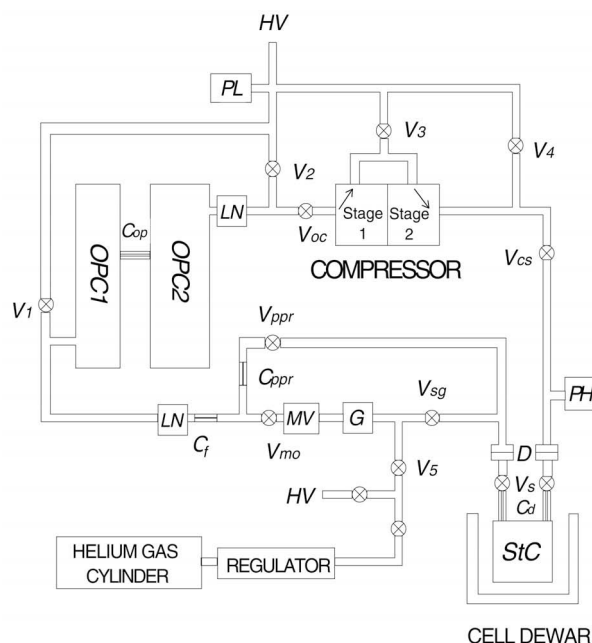 HV
PL
V3
V4
V2
LN
Cop
OPC1
OPC2
Stage
1
Stage
2
Voc
COMPRESSOR
Vcs
V1
Vppr
Cppr
Vsg
PH
LN
Cf
MV
G
Vmo
D
V5
Vs
HV
Cd
StC
HELIUM GAS
CYLINDER
REGULATOR
CELL DEWAR